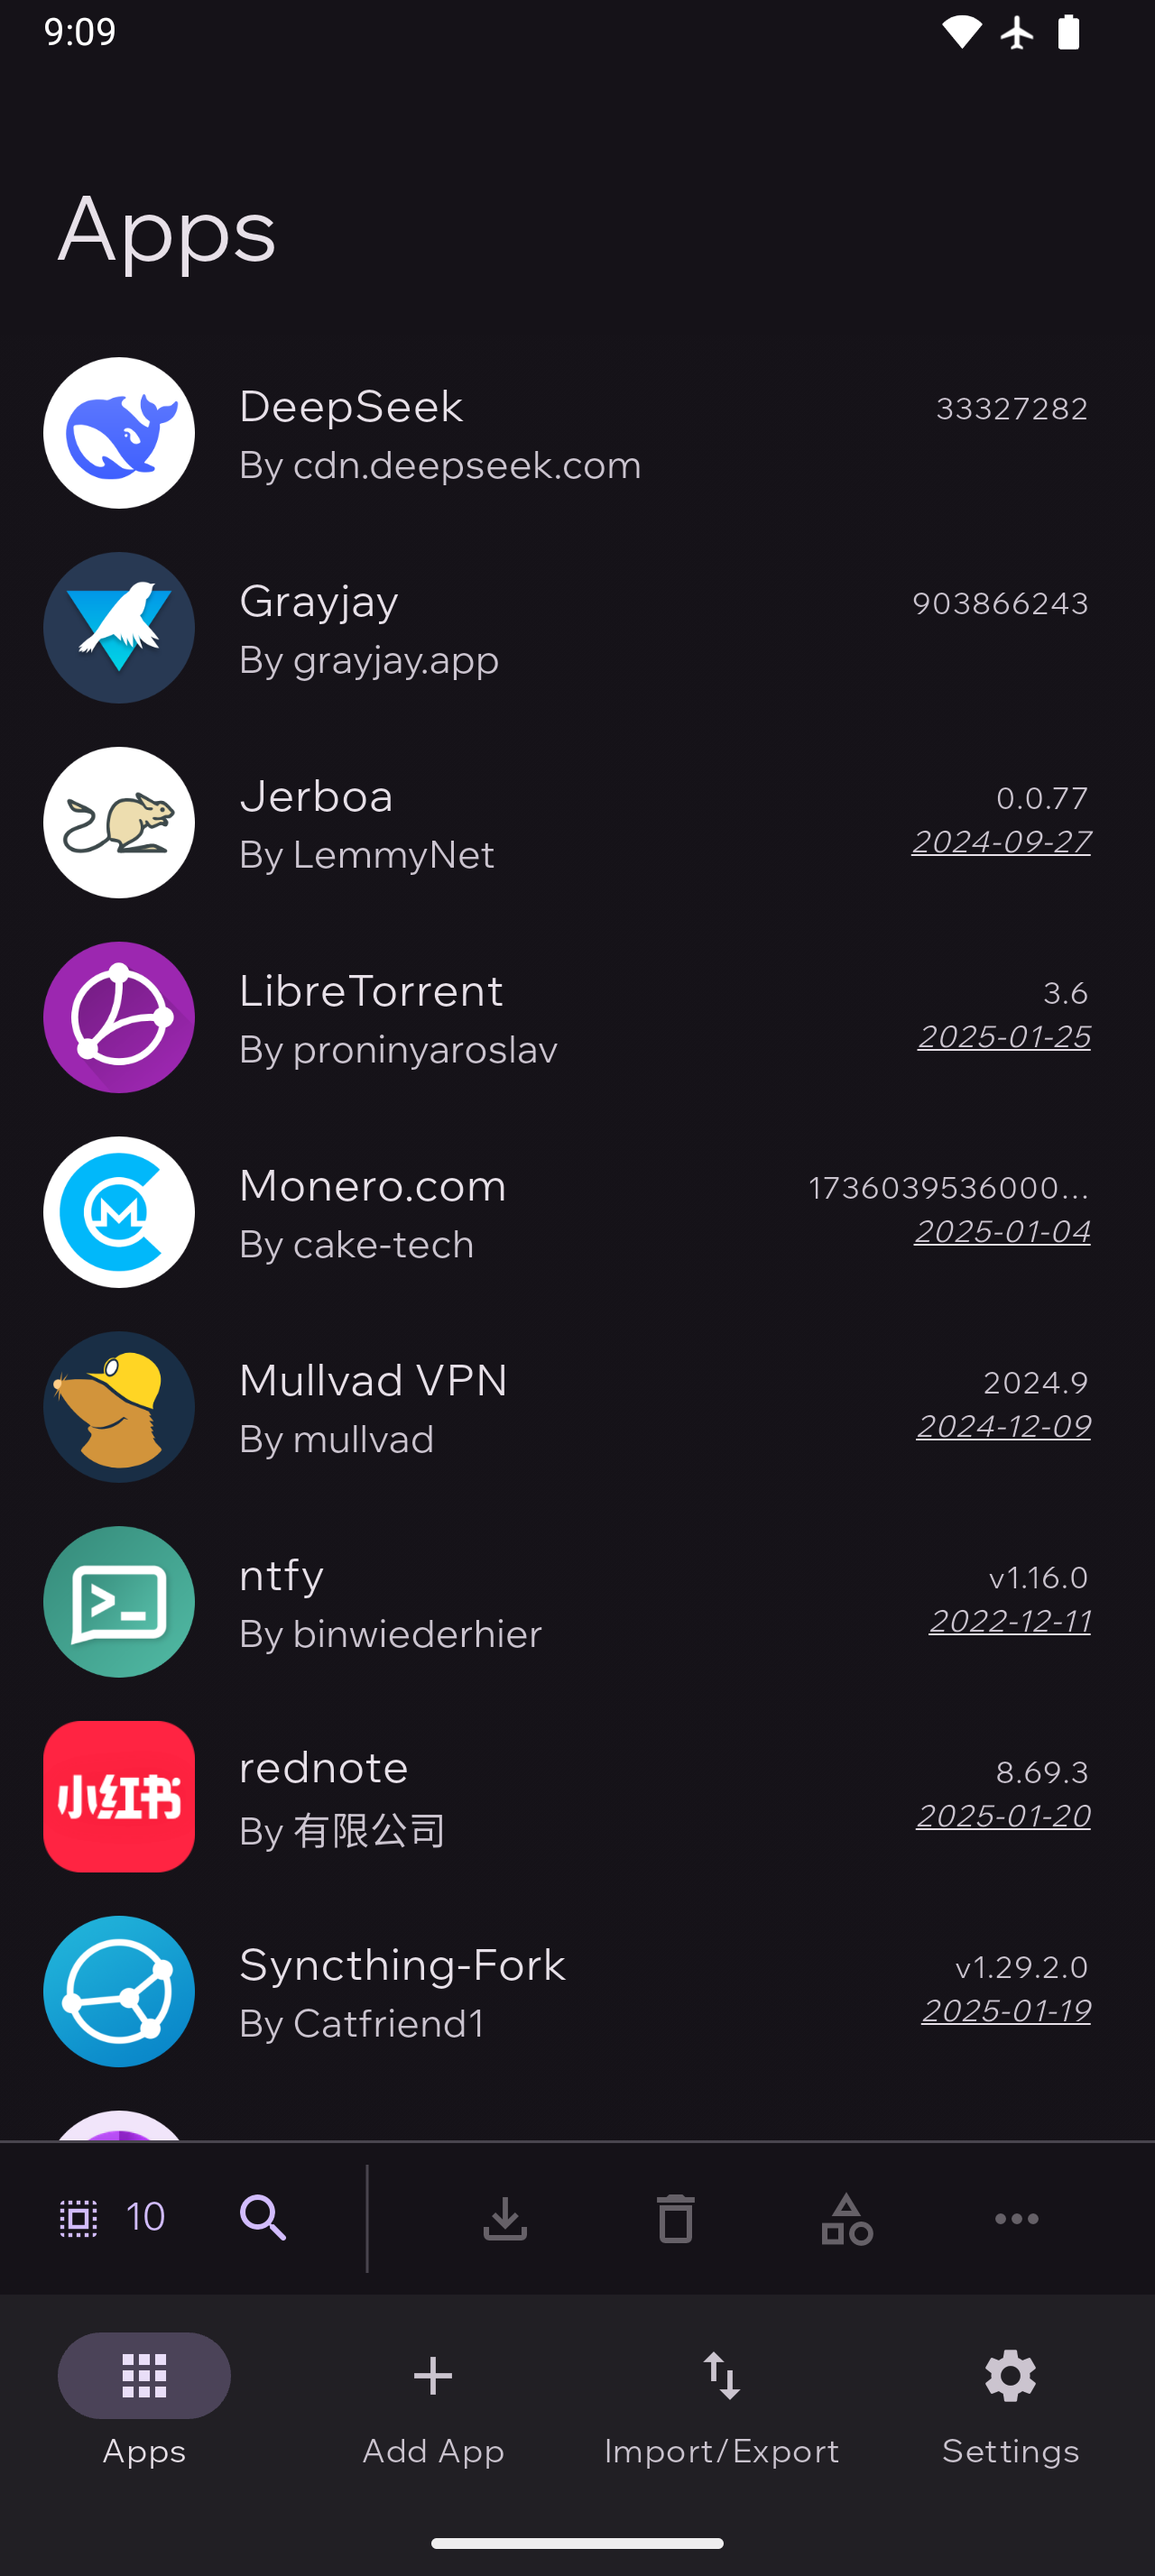 9:09
Apps
DeepSeek
33327282
By cdn.deepseek.com
Grayjay
903866243
By grayjay.app
Jerboa
0.0.77
By LemmyNet
2024-09-27
LibreTorrent
3.6
By proninyaroslav
2025-01-25
Monero.com
1736039536000...
By cake-tech
2025-01-04
Mullvad VPN
2024.9
By mullvad
2024-12-09
ntfy
v1.16.0
By binwiederhier
2022-12-11
小红书
rednote
8.69.3
By 有限公司
2025-01-20
Syncthing-Fork
v1.29.2.0
By Catfriend1
2025-01-19
10
Apps
Add App
Import/Export
Settings